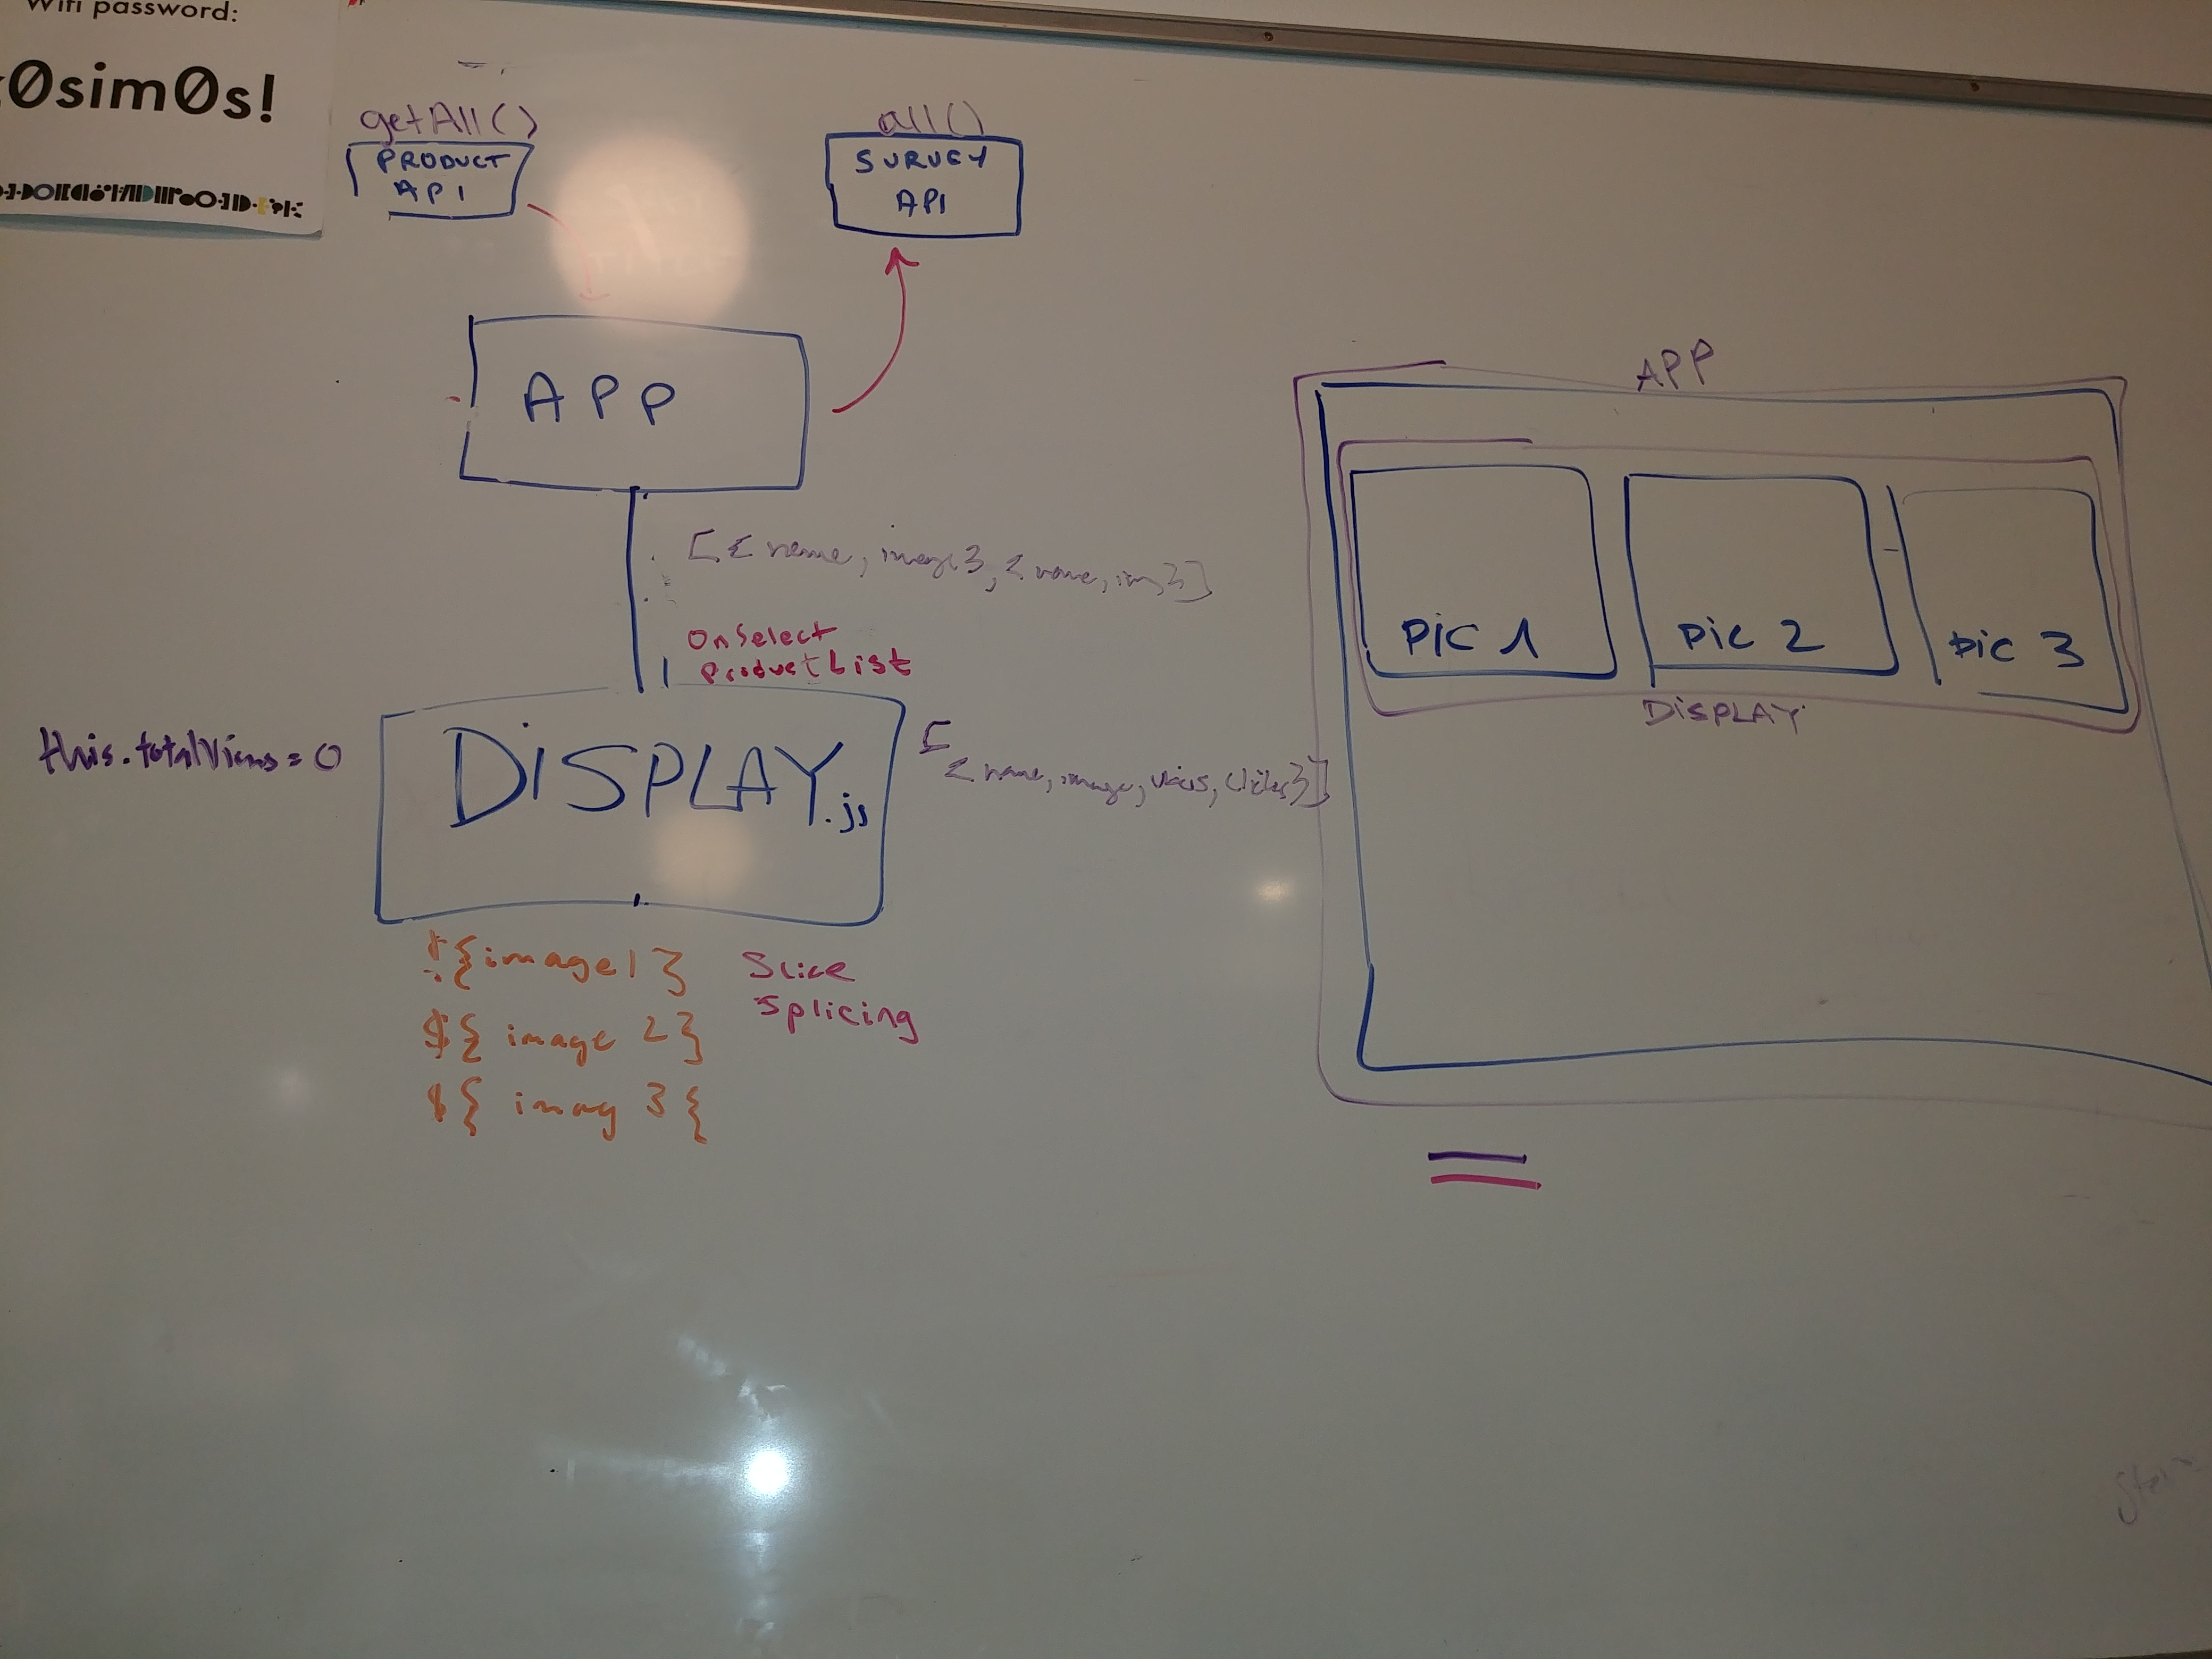 Wifi password:
0sim0s!
getAll()
PRODUCT
API
all()
SURVEY
API
APP
[{ name, image}, { name, im}]
OnSelect
ProductList
this.totalViews = 0
DiSPLAY.js
[
{ name, image, views, clicks}]
${image1}
${ image 2}
${ imag 3{
Slice
Splicing
APP
PiC 1
PiC 2
PiC 3
DiSPLAY